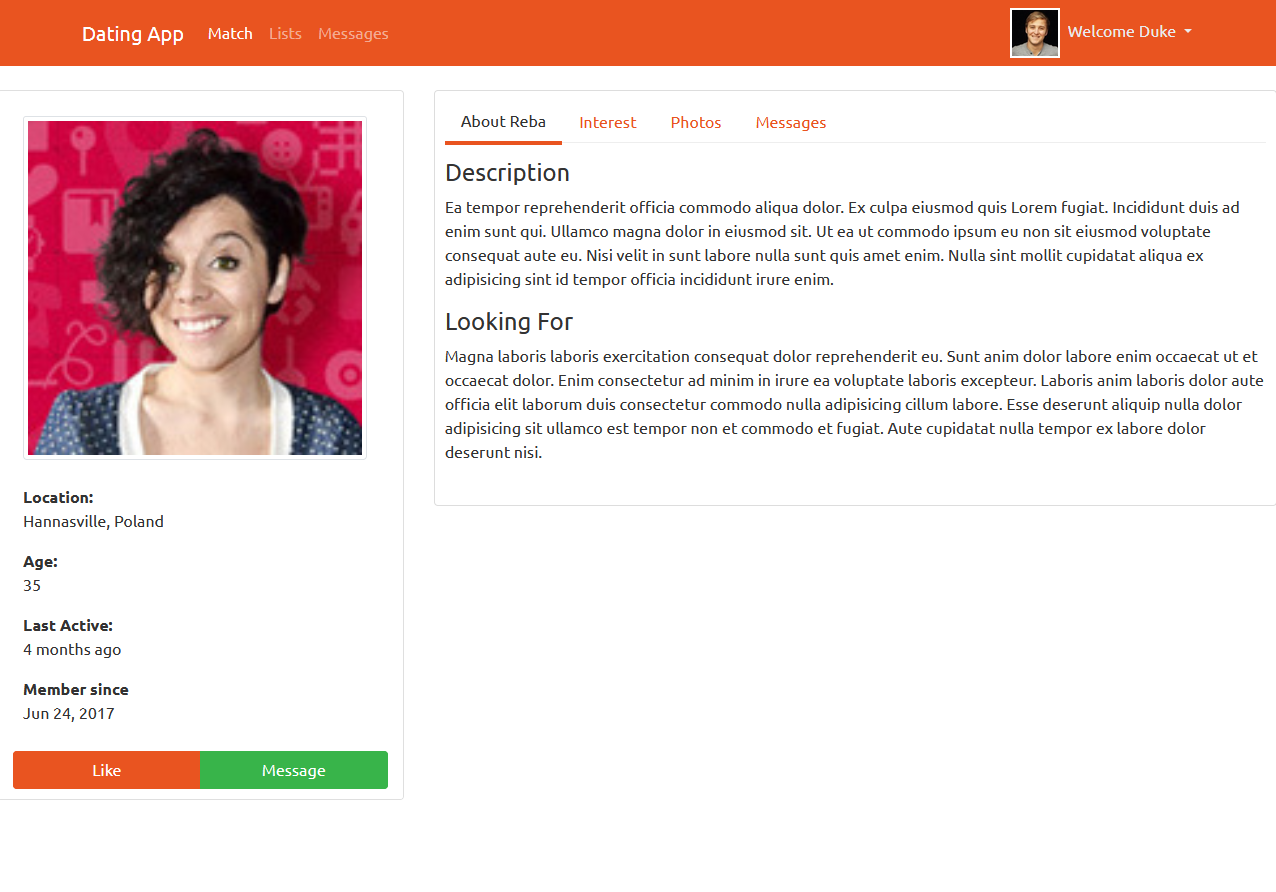 Dating App Match Lists Messages Welcome Duke
About Reba Interest Photos Messages
Description
Ea tempor reprehenderit officia commodo aliqua dolor. Ex culpa eiusmod quis Lorem fugiat. Incididunt duis ad
enim sunt qui. Ullamco magna dolor in eiusmod sit. Ut ea ut commodo ipsum eu non sit eiusmod voluptate
consequat aute eu. Nisi velit in sunt labore nulla sunt quis amet enim. Nulla sint mollit cupidatat aliqua ex
adipisicing sint id tempor officia incididunt irure enim.
Looking For
Magna laboris laboris exercitation consequat dolor reprehenderit eu. Sunt anim dolor labore enim occaecat ut et
occaecat dolor. Enim consectetur ad minim in irure ea voluptate laboris excepteur. Laboris anim laboris dolor aute
officia elit laborum duis consectetur commodo nulla adipisicing cillum labore. Esse deserunt aliquip nulla dolor
adipisicing sit ullamco est tempor non et commodo et fugiat. Aute cupidatat nulla tempor ex labore dolor
deserunt nisi.
Location:
Hannasville, Poland
Age:
35
Last Active:
4 months ago
Member since
Jun 24, 2017
Like Message